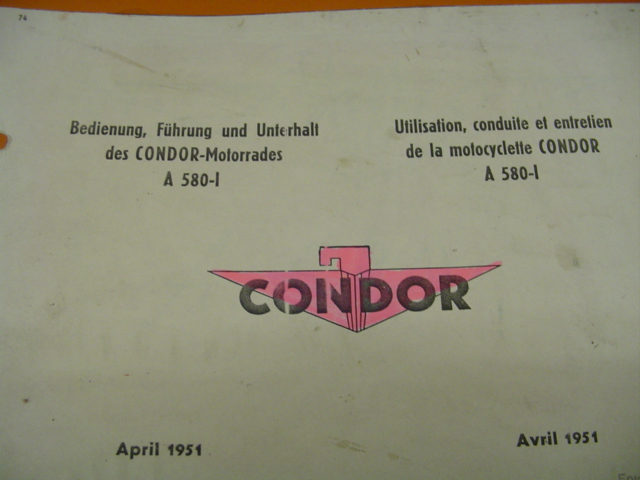 74
Bedienung, Führung und Unterhalt
des CONDOR-Motorrades
A 580-I
Utilisation, conduite et entretien
de la motocyclette CONDOR
A 580-I
CONDOR
April 1951
Avril 1951